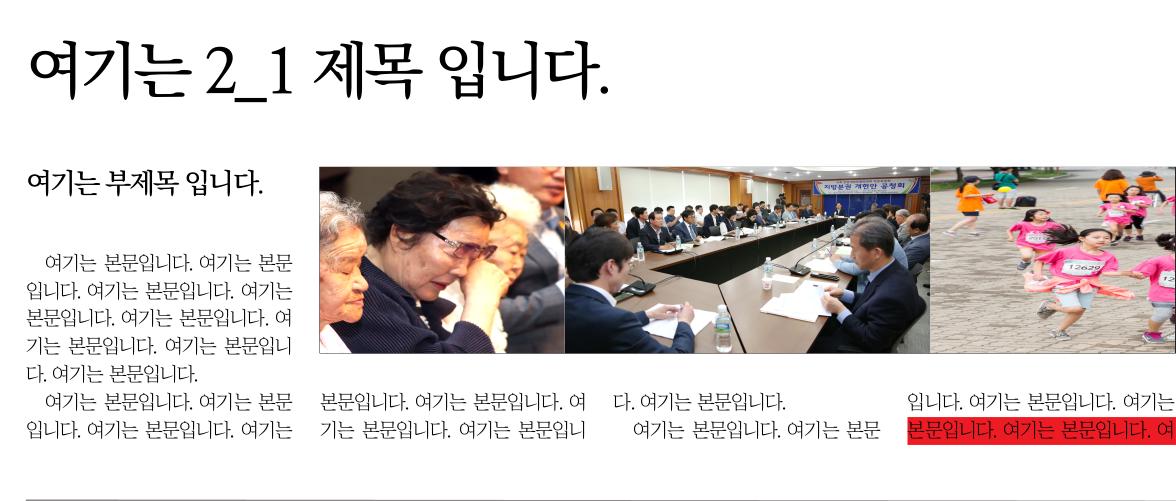 여기는 2_1 제목 입니다.
여기는 부제목 입니다.
여기는 본문입니다. 여기는 본문
입니다. 여기는 본문입니다. 여기는
본문입니다. 여기는 본문입니다. 여
기는 본문입니다. 여기는 본문입니
다. 여기는 본문입니다.
여기는 본문입니다. 여기는 본문
입니다. 여기는 본문입니다. 여기는
지방분권 개헌안 공청회
12629
12
본문입니다. 여기는 본문입니다. 여
기는 본문입니다. 여기는 본문입니
다. 여기는 본문입니다.
여기는 본문입니다. 여기는 본문
입니다. 여기는 본문입니다. 여기는
본문입니다. 여기는 본문입니다. 여